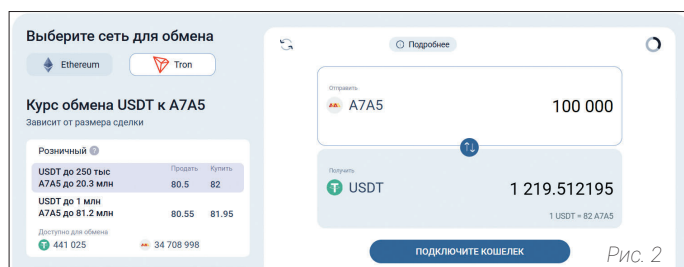 Выберите сеть для обмена
Ethereum
Tron
Курс обмена USDT к A7A5
Зависит от размера сделки
Розничный ?
Продать Купить
USDT до 250 тыс
A7A5 до 20.3 млн
80.5 82
USDT до 1 млн
A7A5 до 81.2 млн
80.55 81.95
Доступно для обмена
441 025
34 708 998
Подробнее
Отправить
A7A5
100 000
Получить
USDT
1 219.512195
1 USDT = 82 A7A5
ПОДКЛЮЧИТЕ КОШЕЛЕК
Рис. 2